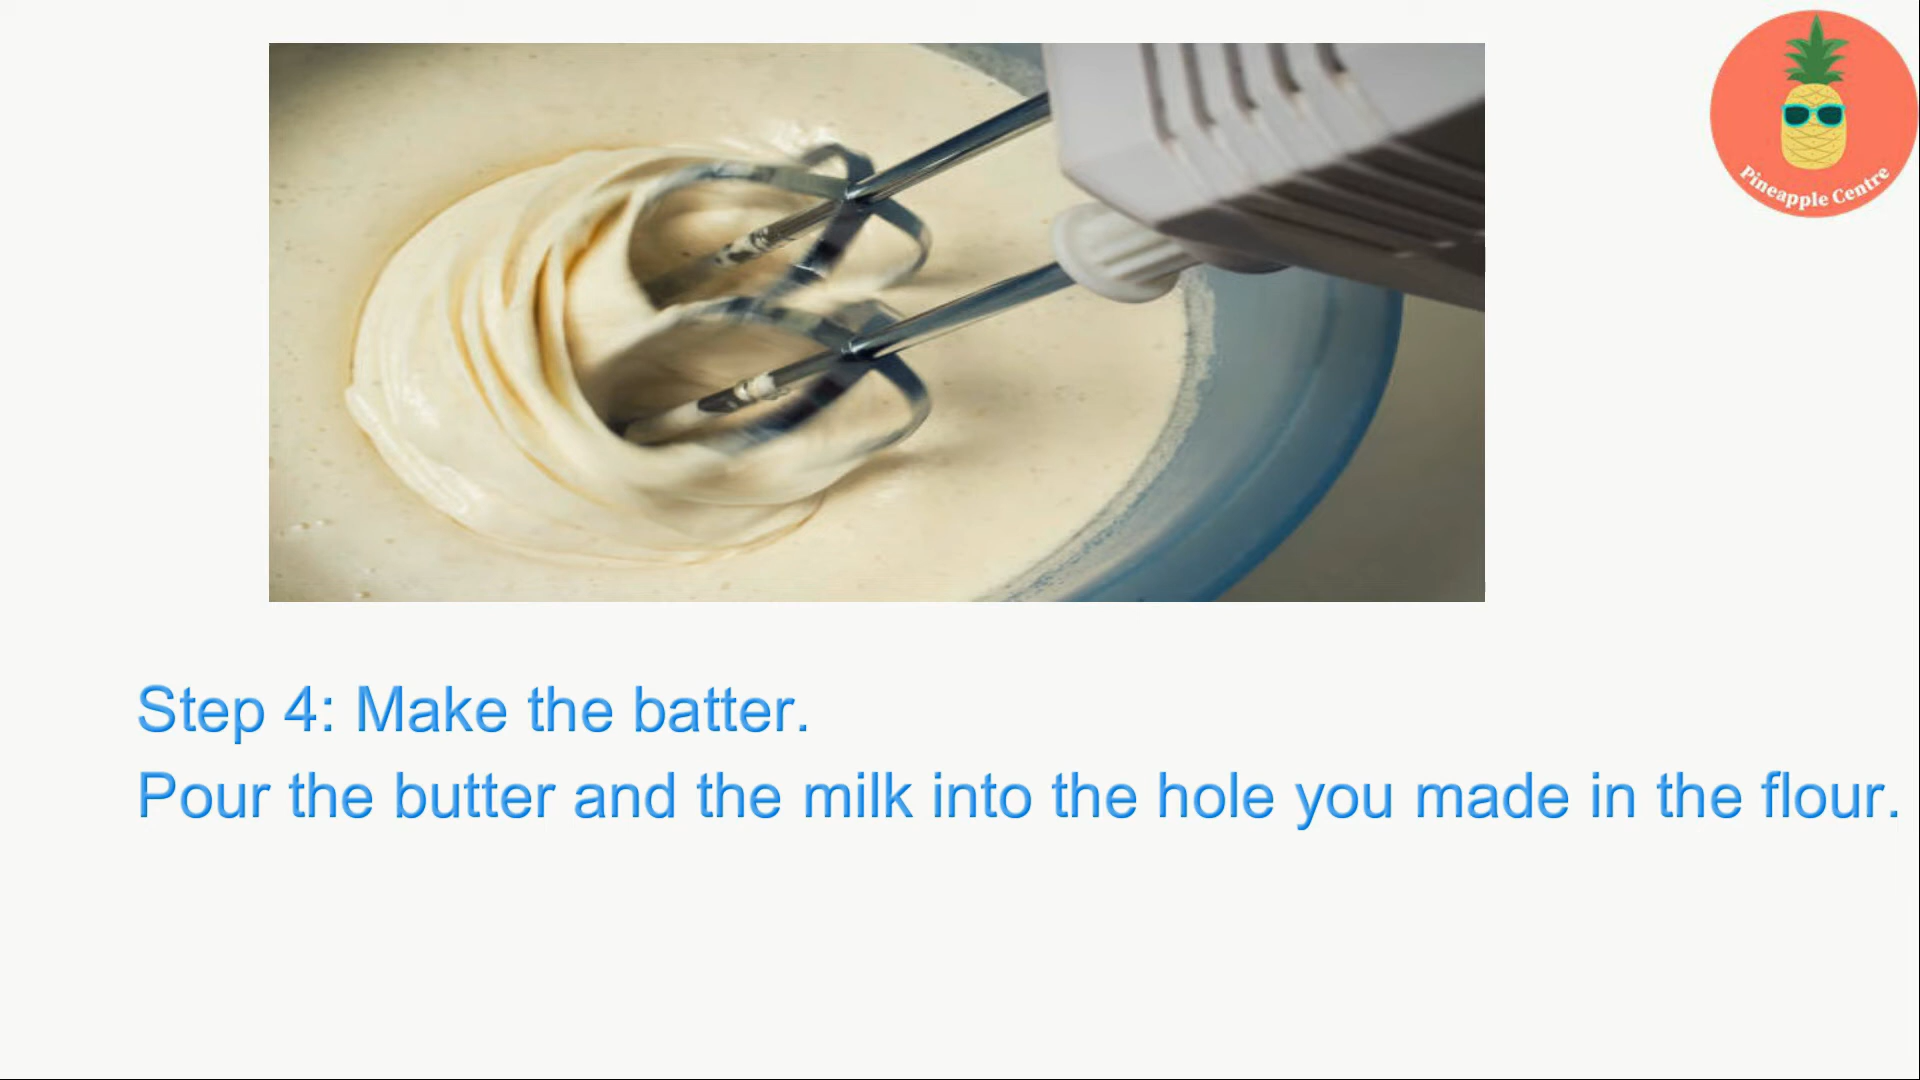 Pineapple Centre
Step 4: Make the batter.
Pour the butter and the milk into the hole you made in the flour.